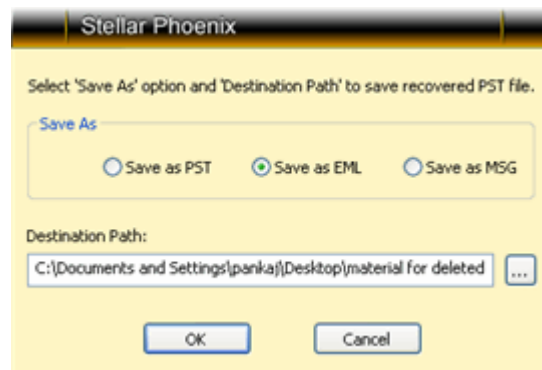 Stellar Phoenix
Select 'Save As' option and 'Destination Path' to save recovered PST file.
Save As
Save as PST Save as EML Save as MSG
Destination Path:
C:\Documents and Settings\pankaj\Desktop\material for deleted ...
OK Cancel